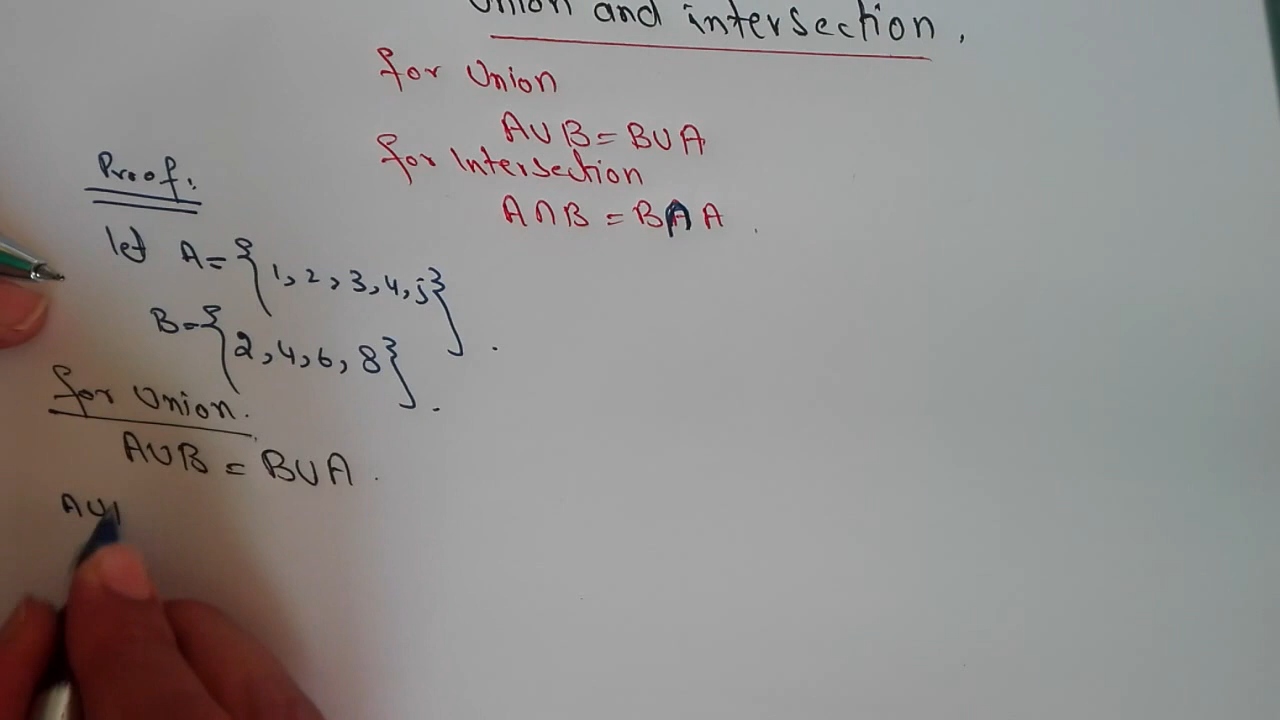 Union and intersection.
for Union
A∪B = B∪A
for Intersection
A∩B = B∩A.
Proof:
let A = {1, 2, 3, 4, 5}.
B = {2, 4, 6, 8}.
for Union.
A∪B = B∪A.
A∪